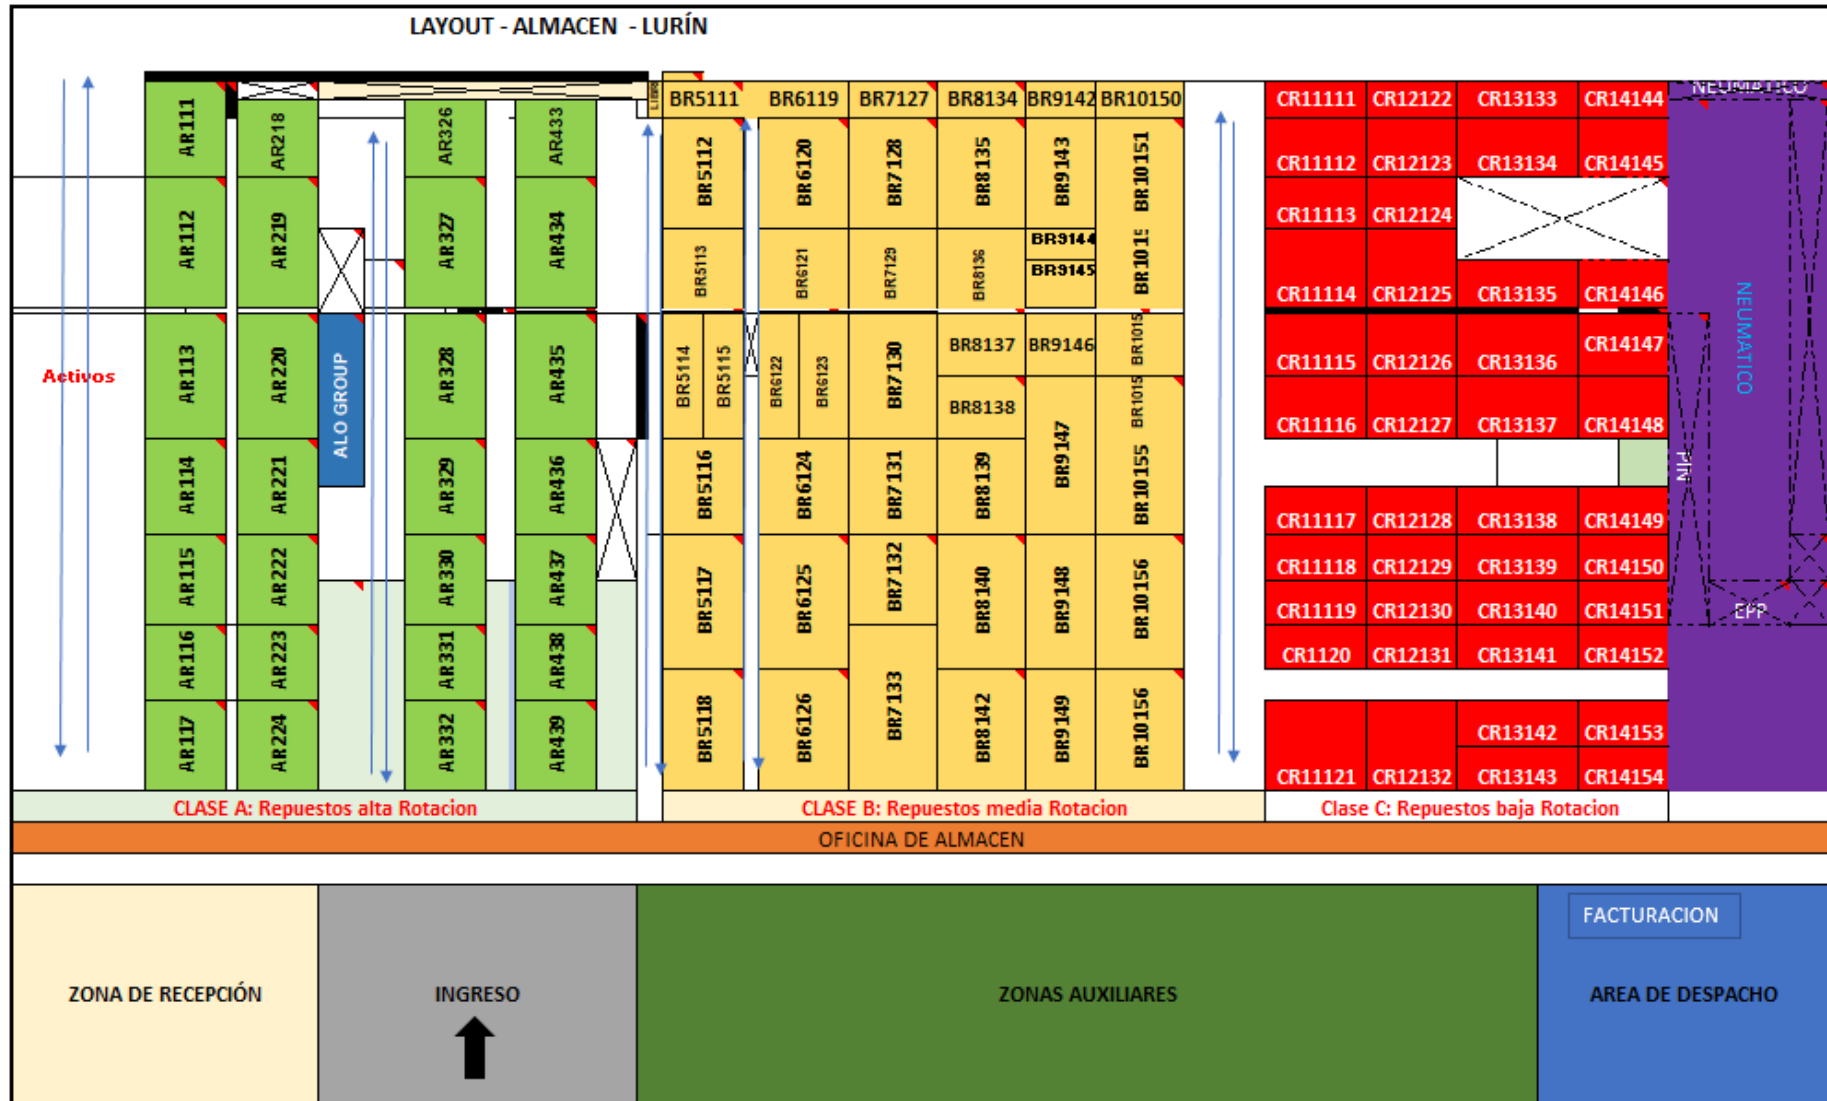 LAYOUT - ALMACEN - LURÍN
AR111
AR112
AR113
AR114
AR115
AR116
AR117
AR218
AR219
AR220
AR221
AR222
AR223
AR224
AR326
AR327
AR328
AR329
AR330
AR331
AR332
AR433
AR434
AR435
AR436
AR437
AR438
AR439
Activos
ALO GROUP
BR5111
BR5112
BR5113
BR5114
BR5115
BR5116
BR5117
BR5118
BR6119
BR6120
BR6121
BR6122
BR6123
BR6124
BR6125
BR6126
BR7127
BR7128
BR7129
BR7130
BR7131
BR7132
BR7133
BR8134
BR8135
BR8136
BR8137
BR8138
BR8139
BR8140
BR8142
BR9142
BR9143
BR9144
BR9145
BR9146
BR9147
BR9148
BR9149
BR10150
BR10151
BR1015
BR1015
BR1015
BR10155
BR10156
BR10156
CR11111
CR11112
CR11113
CR11114
CR11115
CR11116
CR11117
CR11118
CR11119
CR1120
CR11121
CR12122
CR12123
CR12124
CR12125
CR12126
CR12127
CR12128
CR12129
CR12130
CR12131
CR12132
CR13133
CR13134
CR13135
CR13136
CR13137
CR13138
CR13139
CR13140
CR13141
CR13142
CR13143
CR14144
CR14145
CR14146
CR14147
CR14148
CR14149
CR14150
CR14151
CR14152
CR14153
CR14154
NEUMATICO
NEUMATICO
PIN
EPP
CLASE A: Repuestos alta Rotacion
CLASE B: Repuestos media Rotacion
Clase C: Repuestos baja Rotacion
OFICINA DE ALMACEN
ZONA DE RECEPCIÓN
INGRESO
ZONAS AUXILIARES
FACTURACION
AREA DE DESPACHO